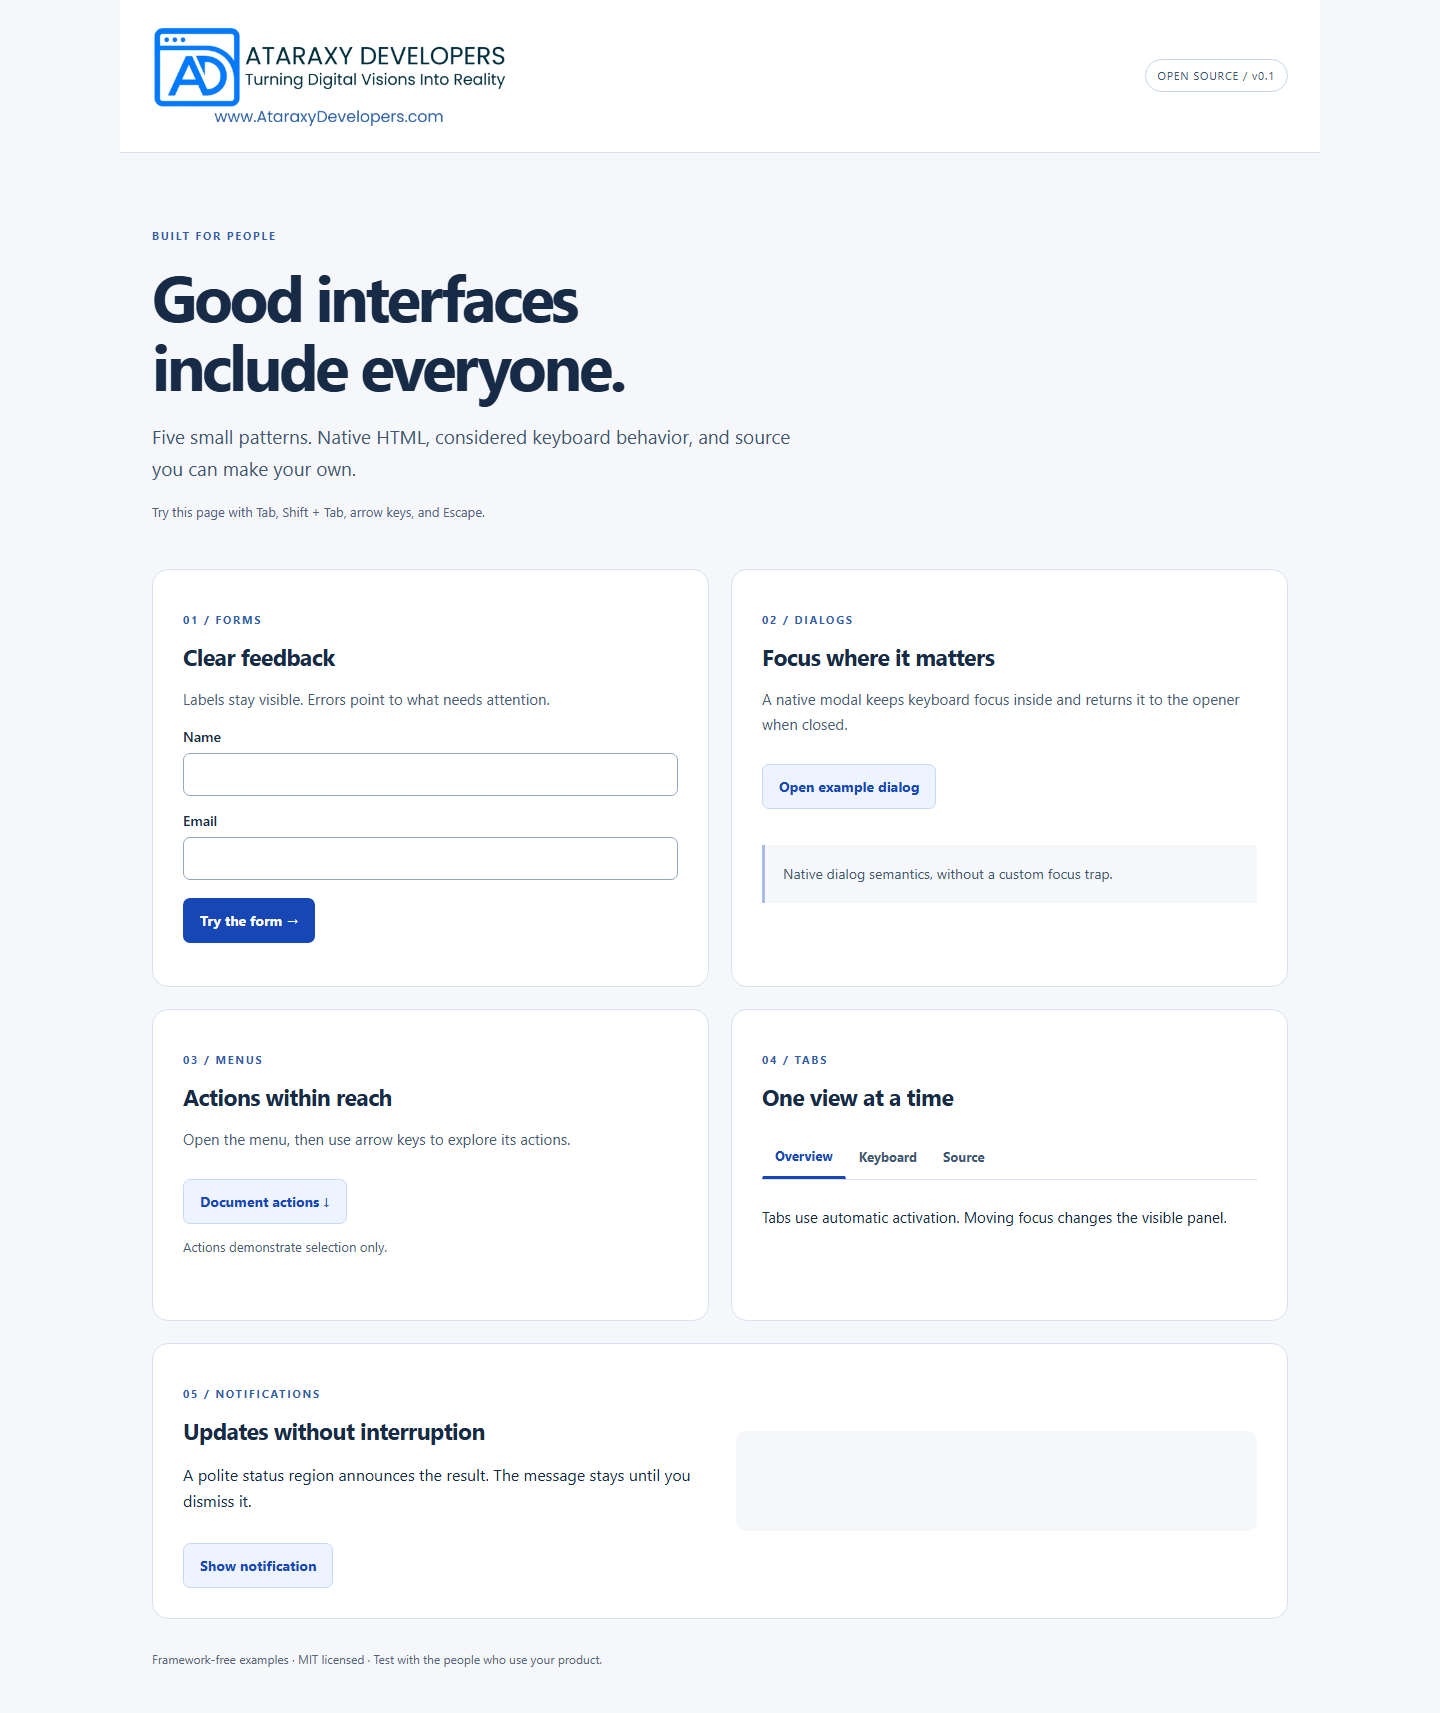 AD
ATARAXY DEVELOPERS
Turning Digital Visions Into Reality
www.AtaraxyDevelopers.com
OPEN SOURCE / v0.1
BUILT FOR PEOPLE
Good interfaces
include everyone.
Five small patterns. Native HTML, considered keyboard behavior, and source
you can make your own.
Try this page with Tab, Shift + Tab, arrow keys, and Escape.
01 / FORMS
Clear feedback
Labels stay visible. Errors point to what needs attention.
Name
Email
Try the form →
02 / DIALOGS
Focus where it matters
A native modal keeps keyboard focus inside and returns it to the opener
when closed.
Open example dialog
Native dialog semantics, without a custom focus trap.
03 / MENUS
Actions within reach
Open the menu, then use arrow keys to explore its actions.
Document actions ↓
Actions demonstrate selection only.
04 / TABS
One view at a time
Overview Keyboard Source
Tabs use automatic activation. Moving focus changes the visible panel.
05 / NOTIFICATIONS
Updates without interruption
A polite status region announces the result. The message stays until you
dismiss it.
Show notification
Framework-free examples · MIT licensed · Test with the people who use your product.